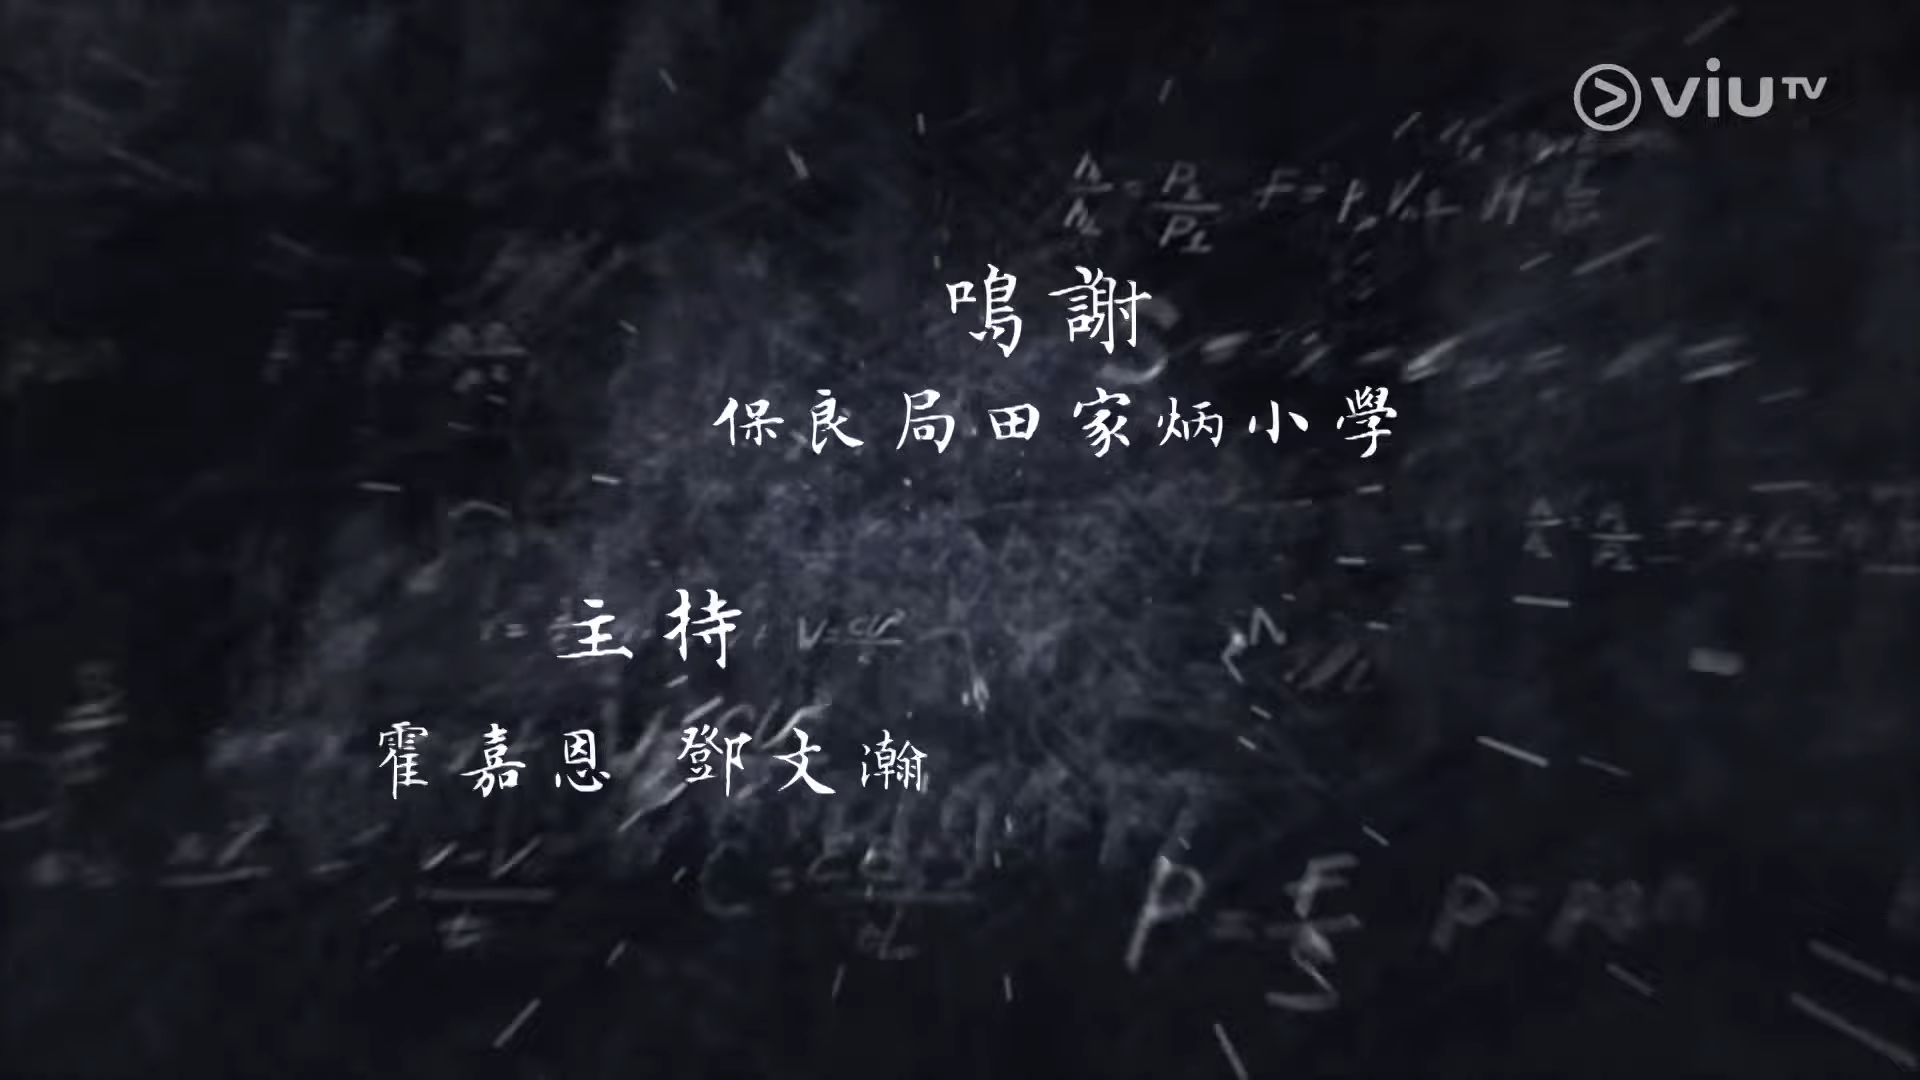 viuTV
鳴謝
保良局田家炳小學
主持
霍嘉恩 鄧文瀚